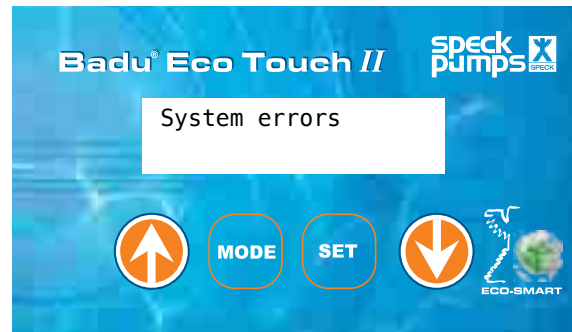 Badu® Eco Touch II
speck pumps
SPECK
System errors
MODE
SET
ECO-SMART